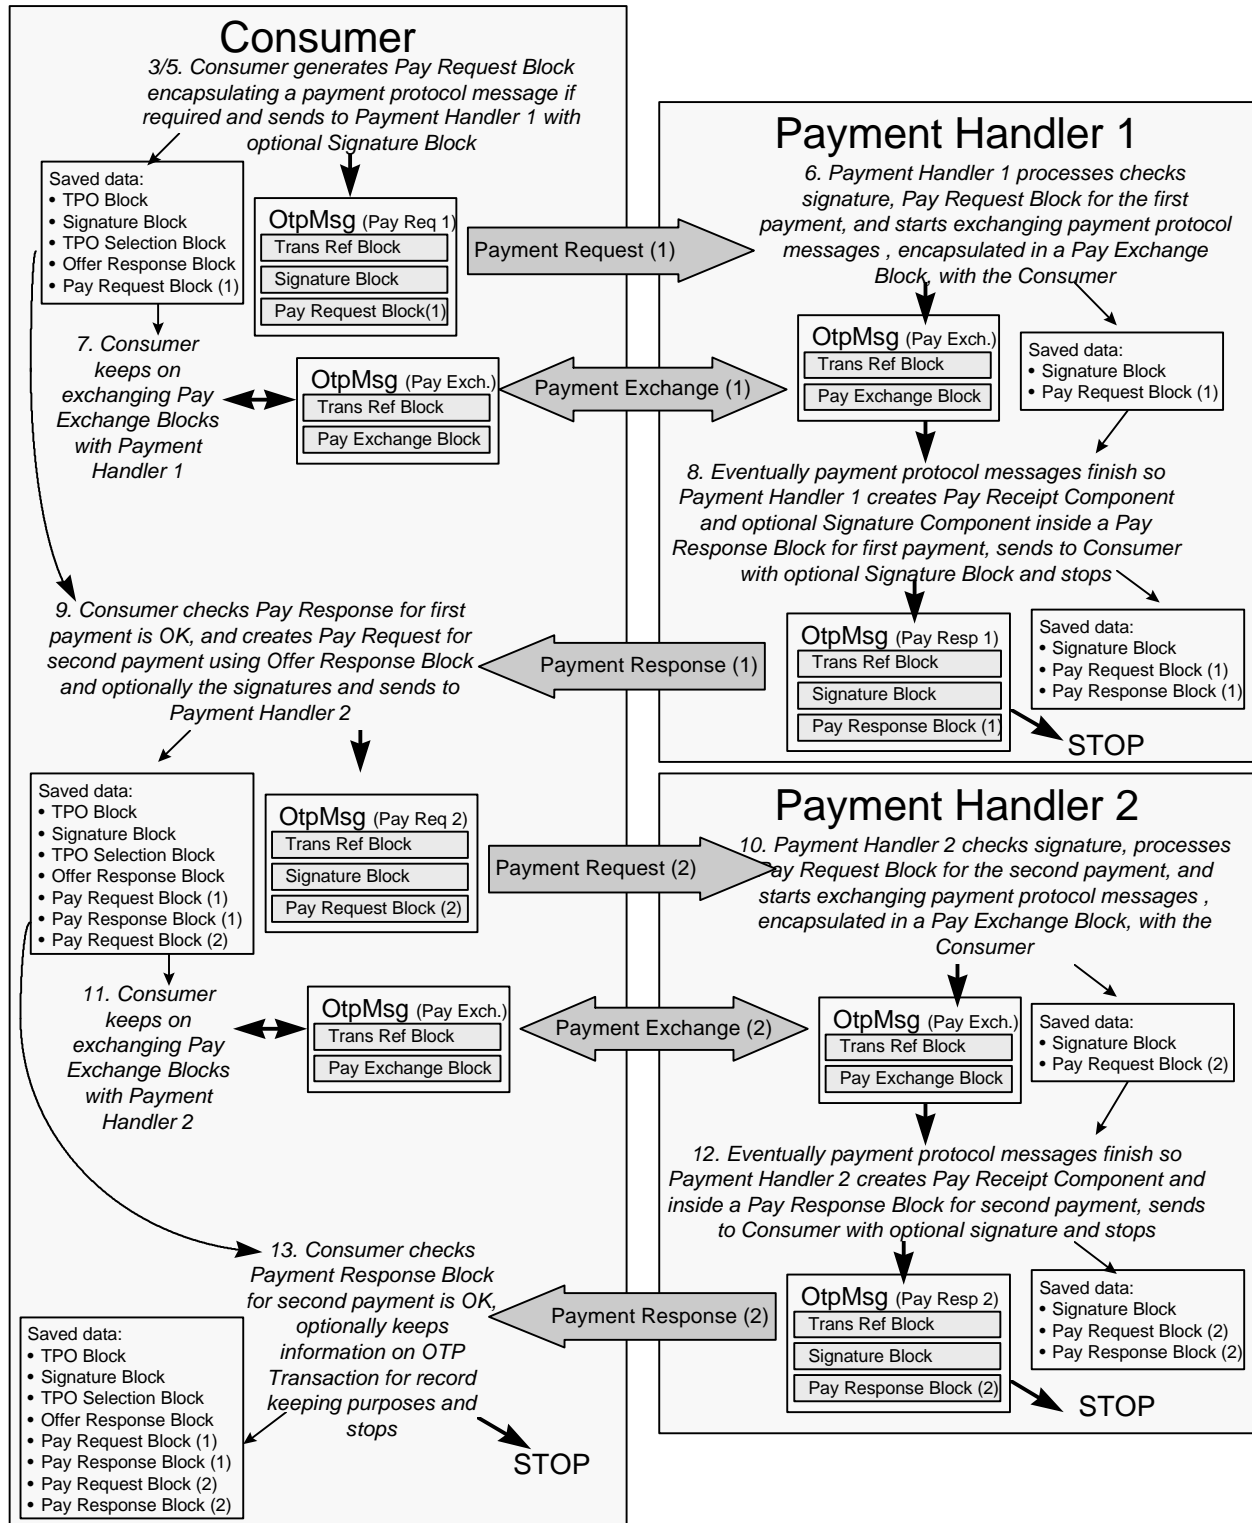 Consumer
3/5. Consumer generates Pay Request Block
encapsulating a payment protocol message if
required and sends to Payment Handler 1 with
optional Signature Block
Saved data:
• TPO Block
• Signature Block
• TPO Selection Block
• Offer Response Block
• Pay Request Block (1)
OtpMsg (Pay Req 1)
Trans Ref Block
Signature Block
Pay Request Block(1)
Payment Request (1)
Payment Handler 1
6. Payment Handler 1 processes checks
signature, Pay Request Block for the first
payment, and starts exchanging payment protocol
messages , encapsulated in a Pay Exchange
Block, with the Consumer
7. Consumer
keeps on
exchanging Pay
Exchange Blocks
with Payment
Handler 1
OtpMsg (Pay Exch.)
Trans Ref Block
Pay Exchange Block
Payment Exchange (1)
OtpMsg (Pay Exch.)
Trans Ref Block
Pay Exchange Block
Saved data:
• Signature Block
• Pay Request Block (1)
8. Eventually payment protocol messages finish so
Payment Handler 1 creates Pay Receipt Component
and optional Signature Component inside a Pay
Response Block for first payment, sends to Consumer
with optional Signature Block and stops
9. Consumer checks Pay Response for first
payment is OK, and creates Pay Request for
second payment using Offer Response Block
and optionally the signatures and sends to
Payment Handler 2
Payment Response (1)
OtpMsg (Pay Resp 1)
Trans Ref Block
Signature Block
Pay Response Block (1)
Saved data:
• Signature Block
• Pay Request Block (1)
• Pay Response Block (1)
STOP
Saved data:
• TPO Block
• Signature Block
• TPO Selection Block
• Offer Response Block
• Pay Request Block (1)
• Pay Response Block (1)
• Pay Request Block (2)
OtpMsg (Pay Req 2)
Trans Ref Block
Signature Block
Pay Request Block (2)
Payment Request (2)
Payment Handler 2
10. Payment Handler 2 checks signature, processes
Pay Request Block for the second payment, and
starts exchanging payment protocol messages ,
encapsulated in a Pay Exchange Block, with the
Consumer
11. Consumer
keeps on
exchanging Pay
Exchange Blocks
with Payment
Handler 2
OtpMsg (Pay Exch.)
Trans Ref Block
Pay Exchange Block
Payment Exchange (2)
OtpMsg (Pay Exch.)
Trans Ref Block
Pay Exchange Block
Saved data:
• Signature Block
• Pay Request Block (2)
12. Eventually payment protocol messages finish so
Payment Handler 2 creates Pay Receipt Component and
inside a Pay Response Block for second payment, sends
to Consumer with optional signature and stops
13. Consumer checks
Payment Response Block
for second payment is OK,
optionally keeps
information on OTP
Transaction for record
keeping purposes and
stops
Payment Response (2)
OtpMsg (Pay Resp 2)
Trans Ref Block
Signature Block
Pay Response Block (2)
Saved data:
• Signature Block
• Pay Request Block (2)
• Pay Response Block (2)
STOP
Saved data:
• TPO Block
• Signature Block
• TPO Selection Block
• Offer Response Block
• Pay Request Block (1)
• Pay Response Block (1)
• Pay Request Block (2)
• Pay Response Block (2)
STOP